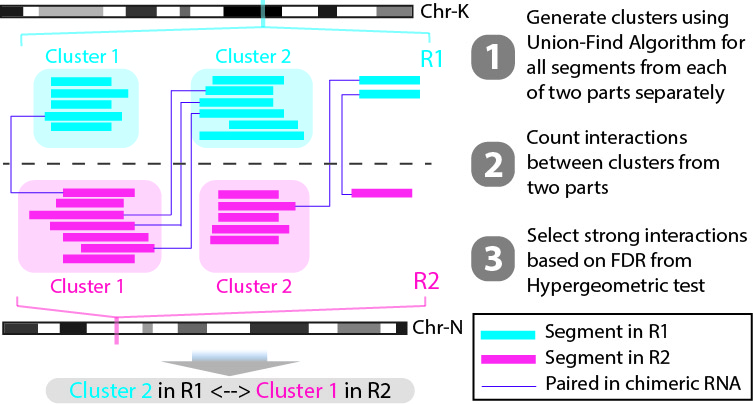 Chr-K
Cluster 1
Cluster 2
R1
Cluster 1
Cluster 2
R2
Chr-N
Cluster 2 in R1 <--> Cluster 1 in R2
1
Generate clusters using
Union-Find Algorithm for
all segments from each
of two parts separately
2
Count interactions
between clusters from
two parts
3
Select strong interactions
based on FDR from
Hypergeometric test
Segment in R1
Segment in R2
Paired in chimeric RNA